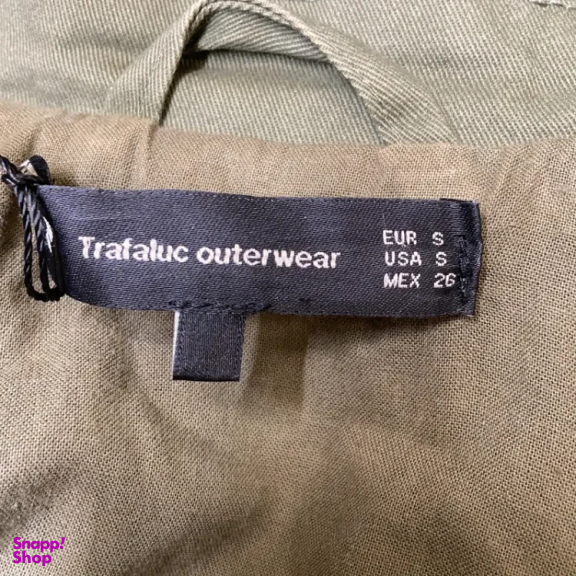 Trafaluc outerwear
EUR S
USA S
MEX 26
Snapp!
Shop